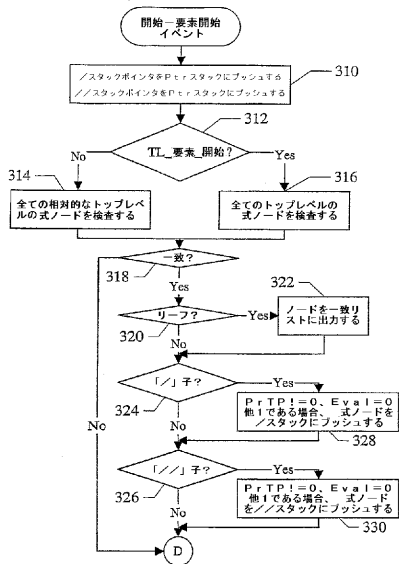 開始-要素開始
イベント
/スタックポインタをPtrスタックにプッシュする
//スタックポインタをPtrスタックにプッシュする
310
312
TL_要素_開始?
No
Yes
314
316
全ての相対的なトップレベ
ルの式ノードを検査する
全てのトップレベルの
式ノードを検査する
一致?
318
Yes
322
リーフ?
Yes
ノードを一致リ
ストに出力する
320
No
「/」子?
Yes
324
PrTP!=0、Eval=0
他1である場合、 式ノード
を/スタックにプッシュする
No
No
328
「//」子?
Yes
326
PrTP!=0、Eval=0
他1である場合、 式ノード
を//スタックにプッシュする
No
330
D